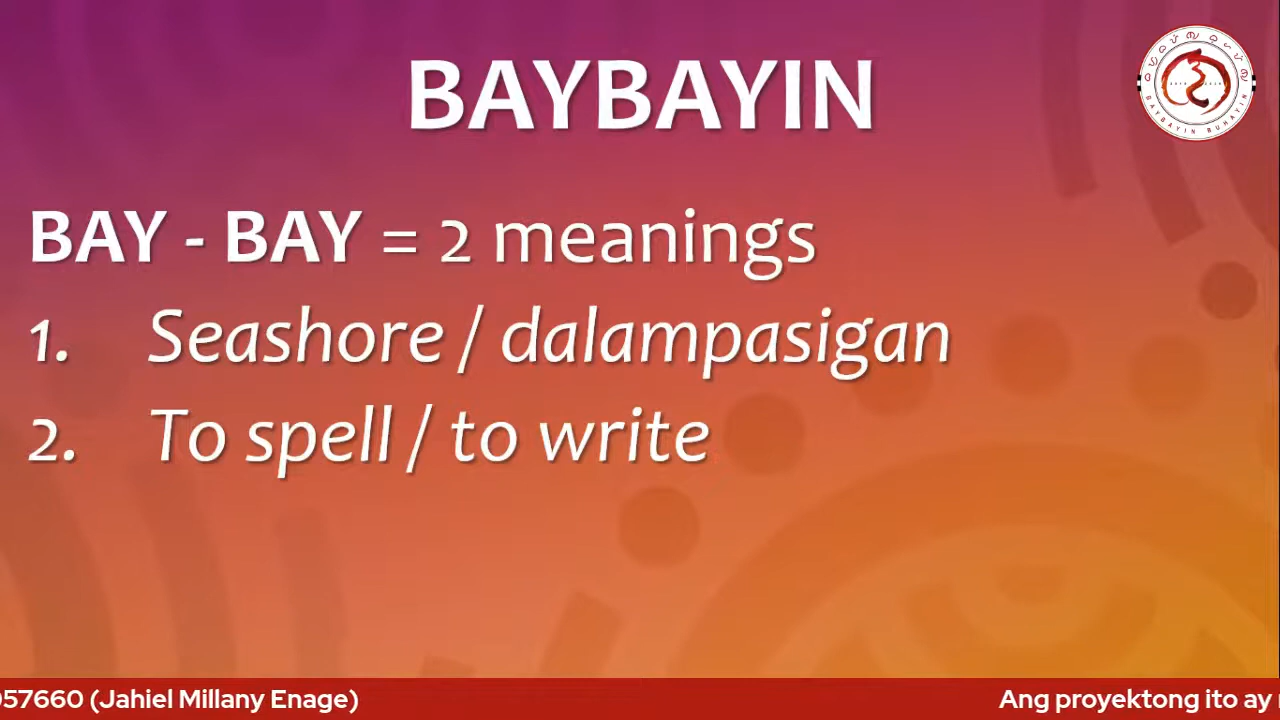 BAYBAYIN
BAY - BAY = 2 meanings
1. Seashore / dalampasigan
2. To spell / to write
BAYBAYIN BUHAYIN
957660 (Jahiel Millany Enage)
Ang proyektong ito ay